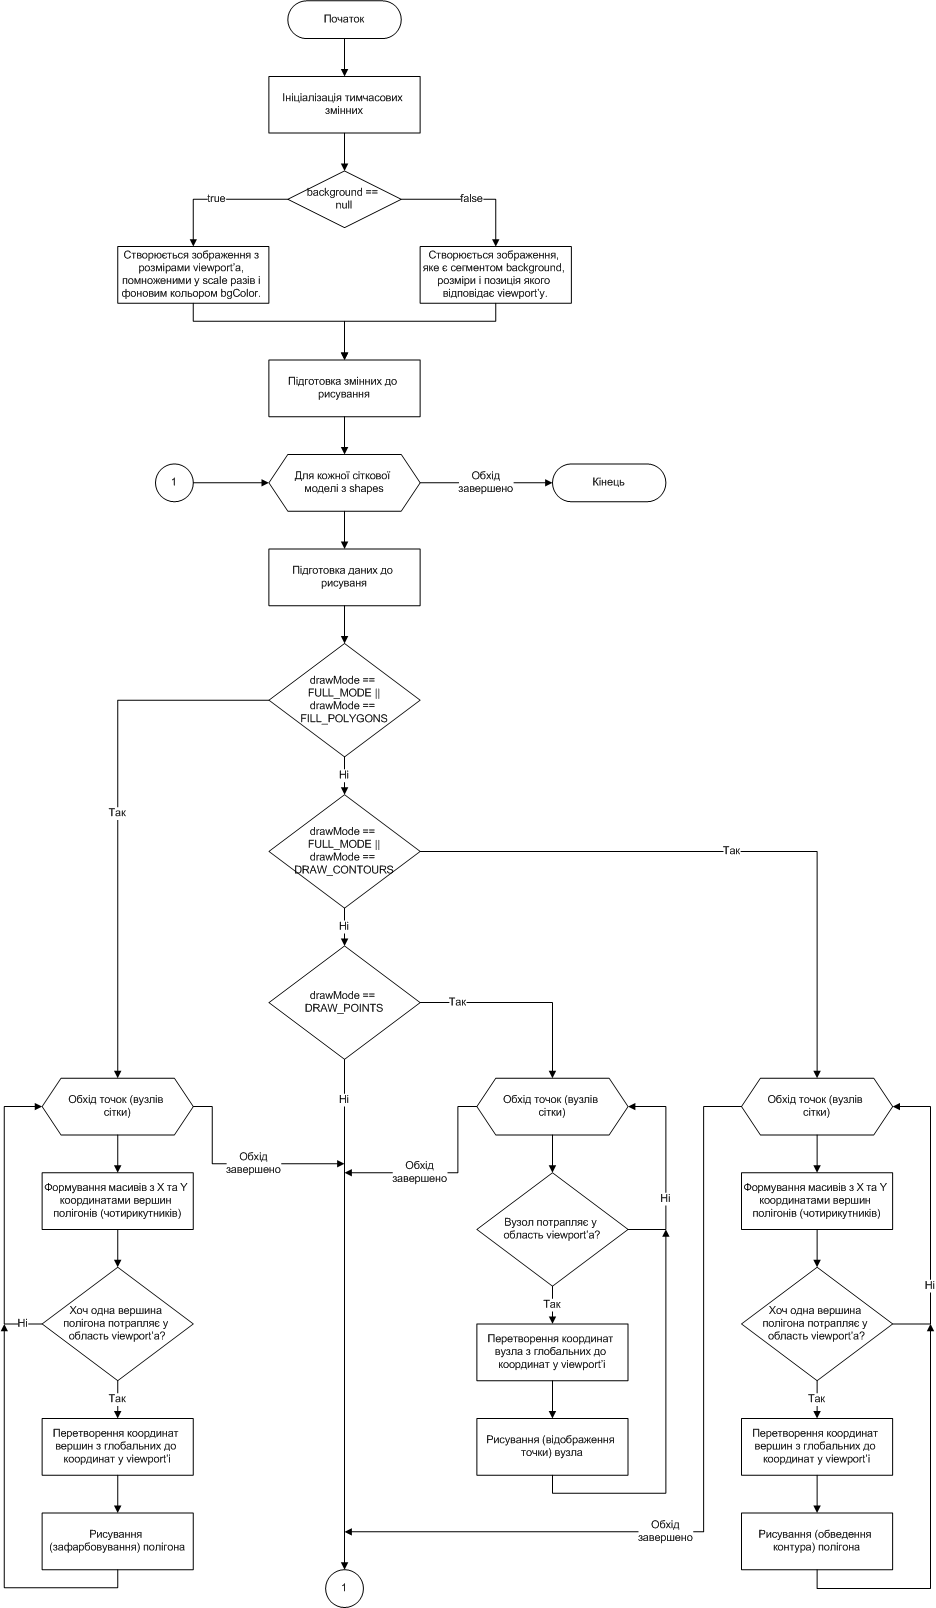 Початок
Ініціалізація тимчасових
змінних
background ==
null
true
false
Створюється зображення з
розмірами viewport'а,
помноженими у scale разів і
фоновим кольором bgColor.
Створюється зображення,
яке є сегментом background,
розміри і позиція якого
відповідає viewport'у.
Підготовка змінних до
рисування
1
Для кожної сіткової
моделі з shapes
Обхід
завершено
Кінець
Підготовка даних до
рисуваня
drawMode ==
FULL_MODE ||
drawMode ==
FILL_POLYGONS
Так
Ні
drawMode ==
FULL_MODE ||
drawMode ==
DRAW_CONTOURS
Так
Ні
drawMode ==
DRAW_POINTS
Так
Ні
Обхід точок (вузлів
сітки)
Обхід
завершено
Формування масивів з X та Y
координатами вершин
полігонів (чотирикутників)
Хоч одна вершина
полігона потрапляє у
область viewport'а?
Ні
Так
Перетворення координат
вершин з глобальних до
координат у viewport'і
Рисування
(зафарбовування) полігона
Обхід точок (вузлів
сітки)
Обхід
завершено
Вузол потрапляє у
область viewport'а?
Ні
Так
Перетворення координат
вузла з глобальних до
координат у viewport'і
Рисування (відображення
точки) вузла
Обхід точок (вузлів
сітки)
Формування масивів з X та Y
координатами вершин
полігонів (чотирикутників)
Хоч одна вершина
полігона потрапляє у
область viewport'а?
Ні
Так
Перетворення координат
вершин з глобальних до
координат у viewport'і
Рисування (обведення
контура) полігона
Обхід
завершено
1